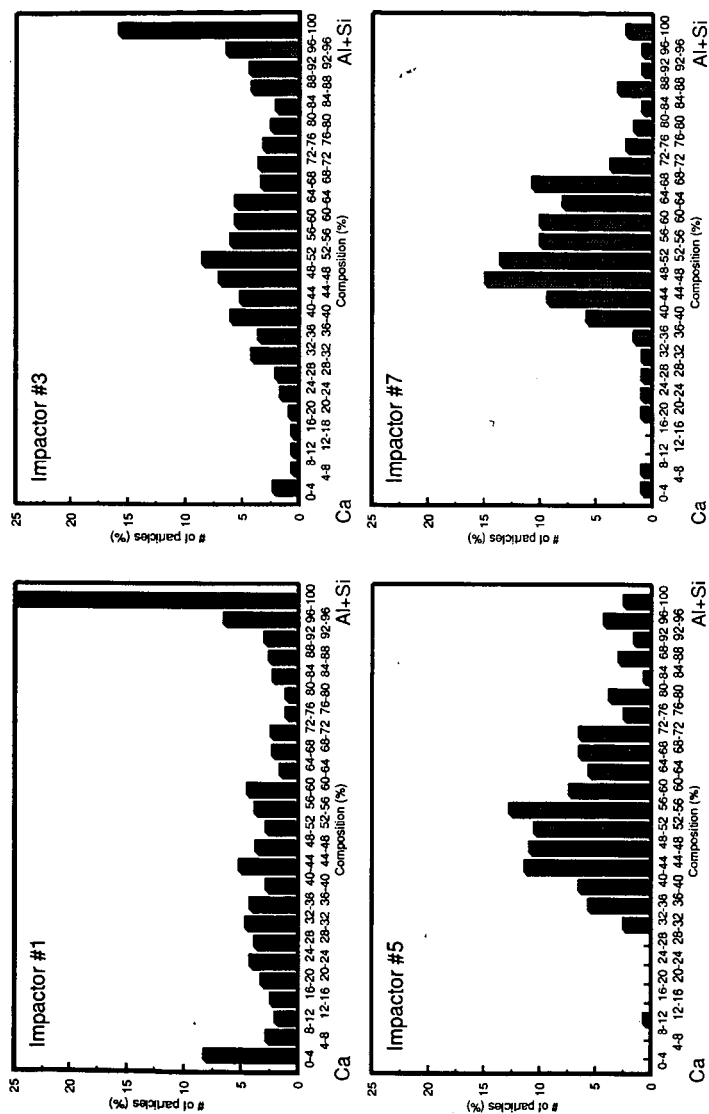 Impactor #1
# of particles (%)
25
20
15
10
5
0
0-4 8-12 16-20 24-28 32-36 40-44 48-52 56-60 64-68 72-76 80-84 88-92 96-100
4-8 12-16 20-24 28-32 36-40 44-48 52-56 60-64 68-72 76-80 84-88 92-96
Composition (%)
Ca Al+Si
Impactor #3
# of particles (%)
25
20
15
10
5
0
0-4 8-12 16-20 24-28 32-36 40-44 48-52 56-60 64-68 72-76 80-84 88-92 96-100
4-8 12-18 20-24 28-32 36-40 44-48 52-56 60-64 68-72 76-80 84-88 92-96
Composition (%)
Ca Al+Si
Impactor #5
# of particles (%)
25
20
15
10
5
0
0-4 8-12 16-20 24-28 32-36 40-44 48-52 56-60 64-68 72-76 80-84 68-92 96-100
4-8 12-16 20-24 28-32 36-40 44-48 52-56 60-64 68-72 76-80 84-88 92-96
Composition (%)
Ca Al+Si
Impactor #7
# of particles (%)
25
20
15
10
5
0
0-4 8-12 16-20 24-28 32-36 40-44 48-52 56-60 64-68 72-76 80-84 88-92 96-100
4-8 12-16 20-24 28-32 36-40 44-48 52-56 60-64 68-72 76-80 84-88 92-96
Composition (%)
Ca Al+Si